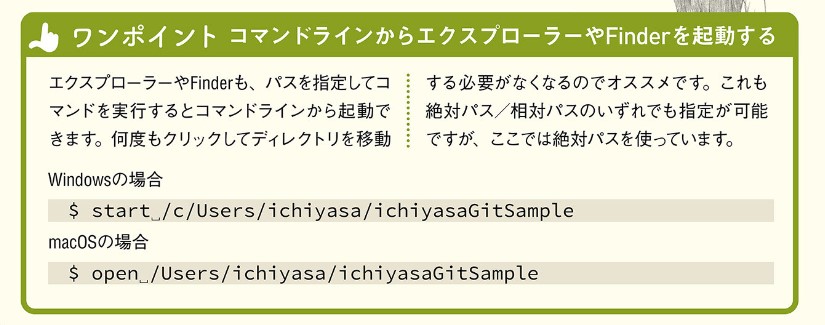 ワンポイント コマンドラインからエクスプローラーやFinderを起動する
エクスプローラーやFinderも、パスを指定してコ
マンドを実行するとコマンドラインから起動で
きます。何度もクリックしてディレクトリを移動
する必要がなくなるのでオススメです。これも
絶対パス/相対パスのいずれでも指定が可能
ですが、ここでは絶対パスを使っています。
Windowsの場合
$ start␣/c/Users/ichiyasa/ichiyasaGitSample
macOSの場合
$ open␣/Users/ichiyasa/ichiyasaGitSample